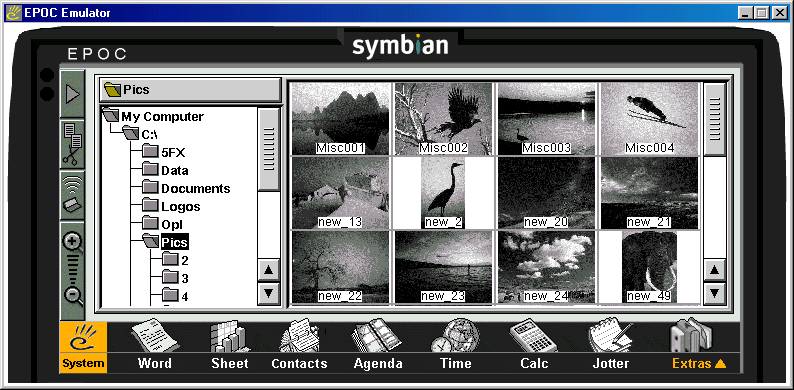 EPOC Emulator
symbian
EPOC
Pics
My Computer
C:\
5FX
Data
Documents
Logos
Opl
Pics
2
3
4
Misc001 Misc002 Misc003 Misc004
new_13 new_2 new_20 new_21
new_22 new_23 new_24 new_49
System Word Sheet Contacts Agenda Time Calc Jotter Extras